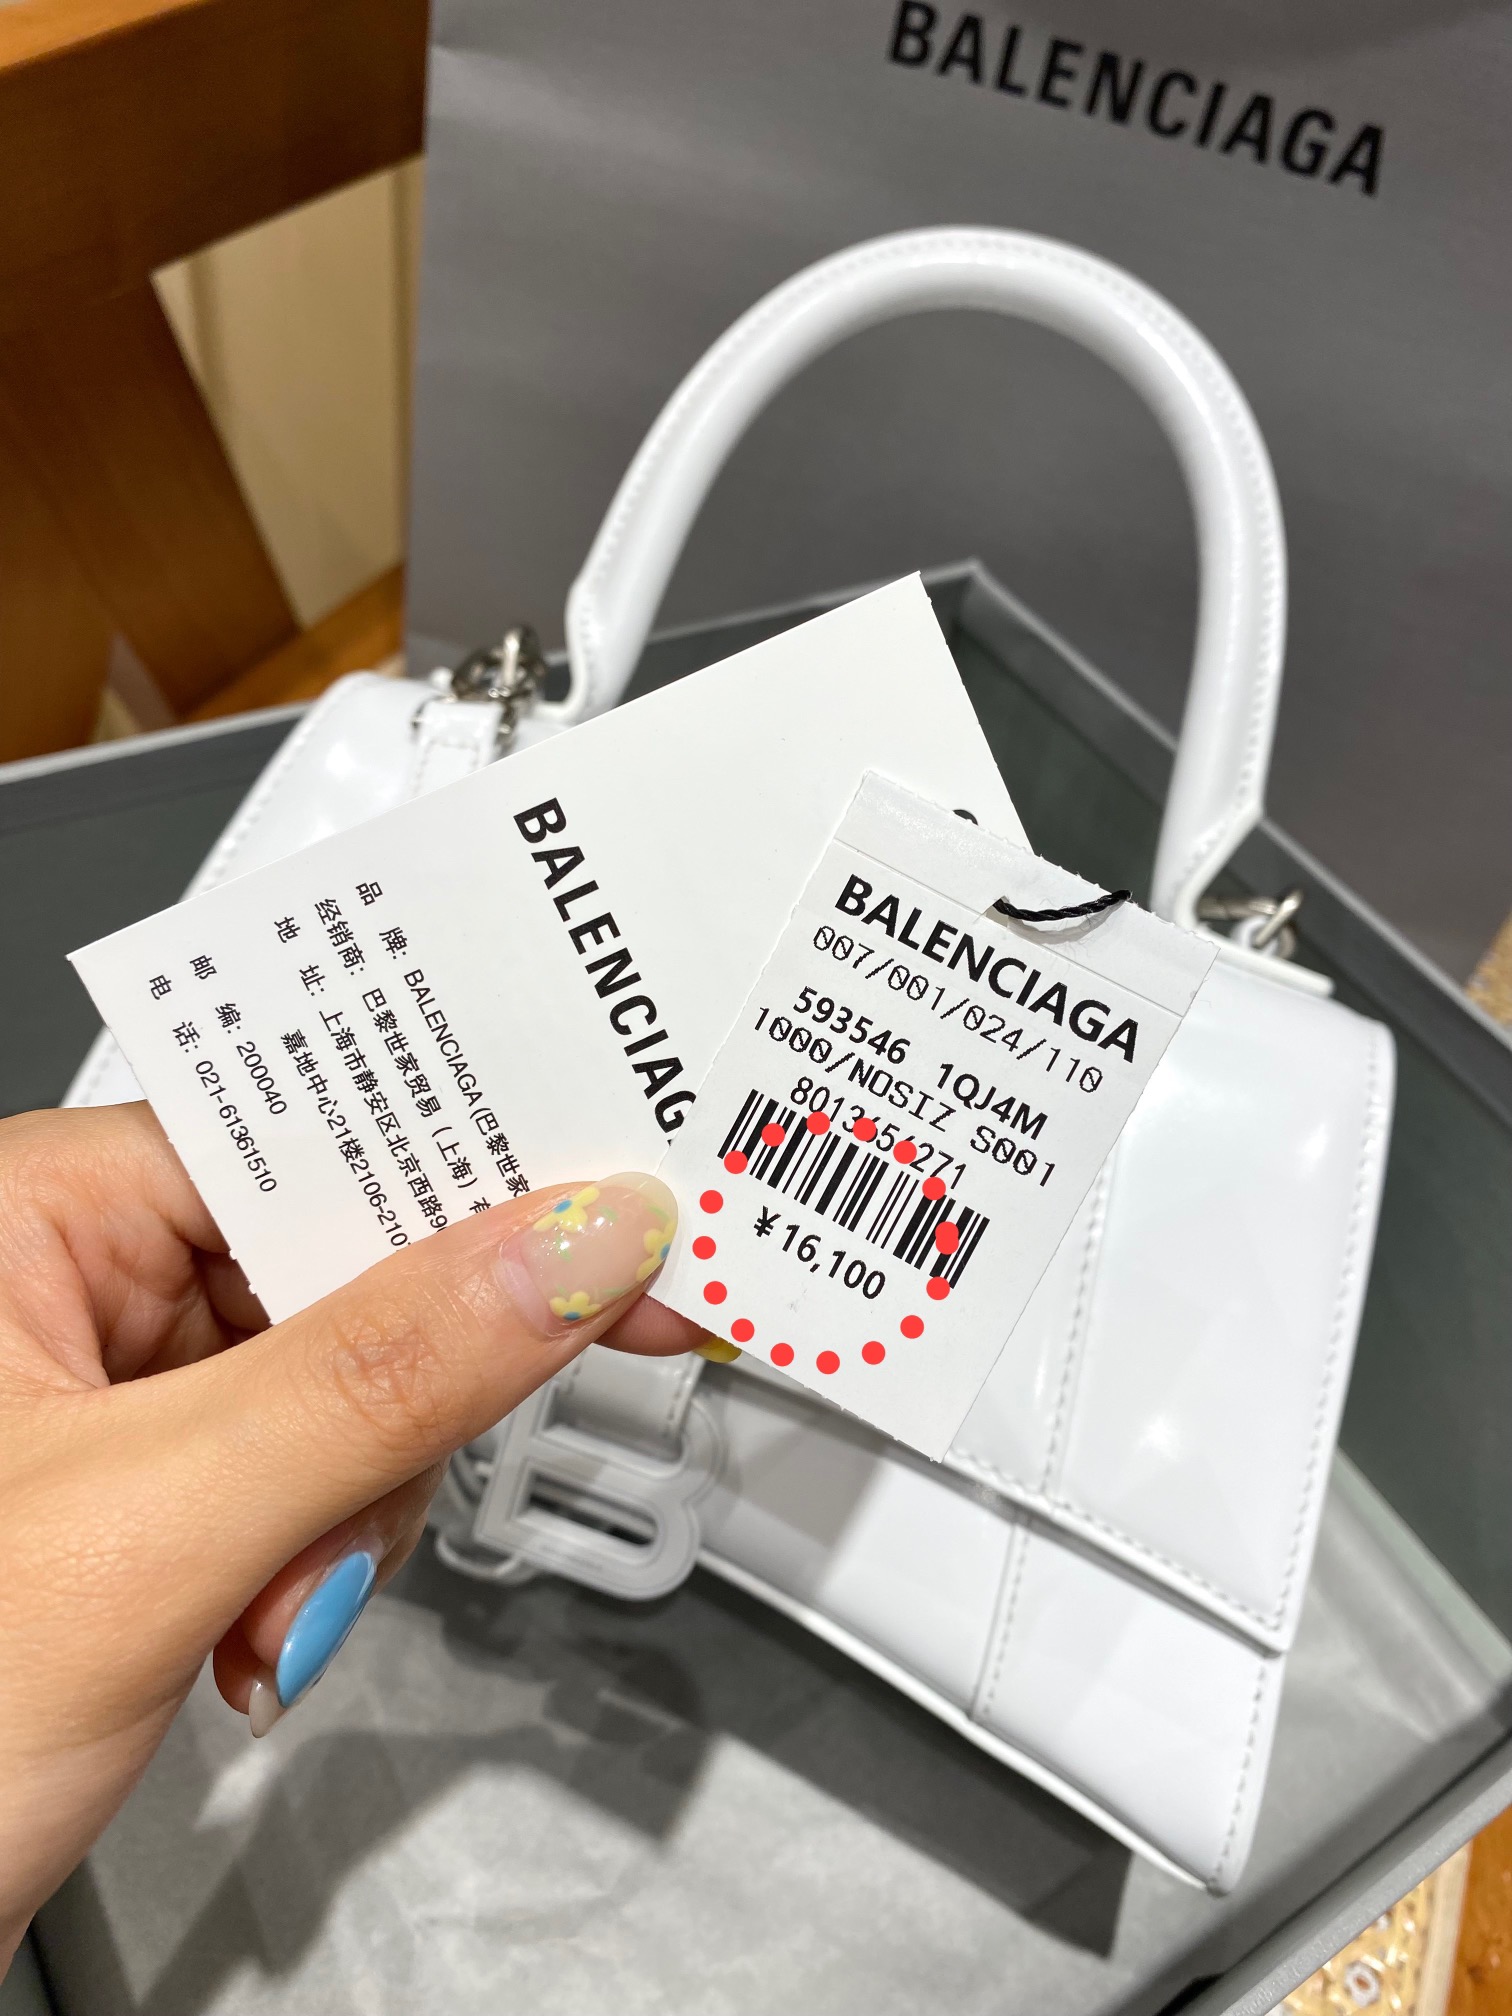 BALENCIAGA
BALENCIAGA
品 牌: BALENCIAGA (巴黎世家
经销商: 巴黎世家贸易 (上海) 有
地 址: 上海市静安区北京西路9
嘉地中心21楼2106-2107
邮 编: 200040
电 话: 021-61361510
BALENCIAGA
007/001/024/110
593546 1QJ4M
1000/NOSIZ S001
8013656271
¥16,100